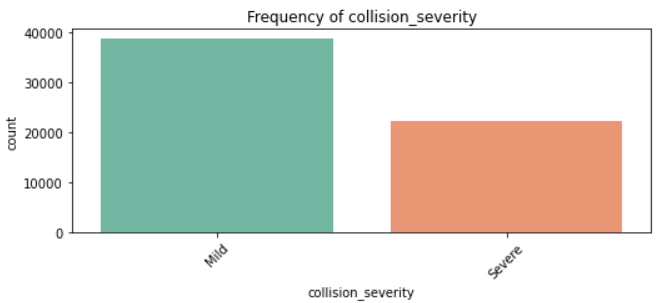 Frequency of collision_severity
40000
30000
20000
10000
0
count
Mild
Severe
collision_severity